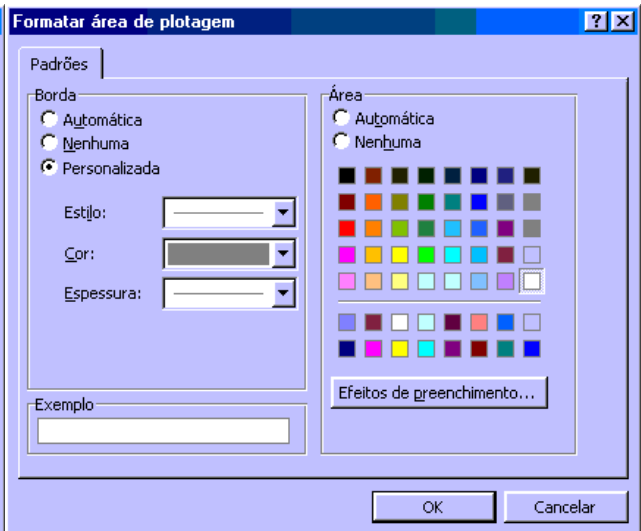 Formatar área de plotagem
Padrões
Borda
Automática
Nenhuma
Personalizada
Estilo:
Cor:
Espessura:
Exemplo
Área
Automática
Nenhuma
Efeitos de preenchimento...
OK
Cancelar